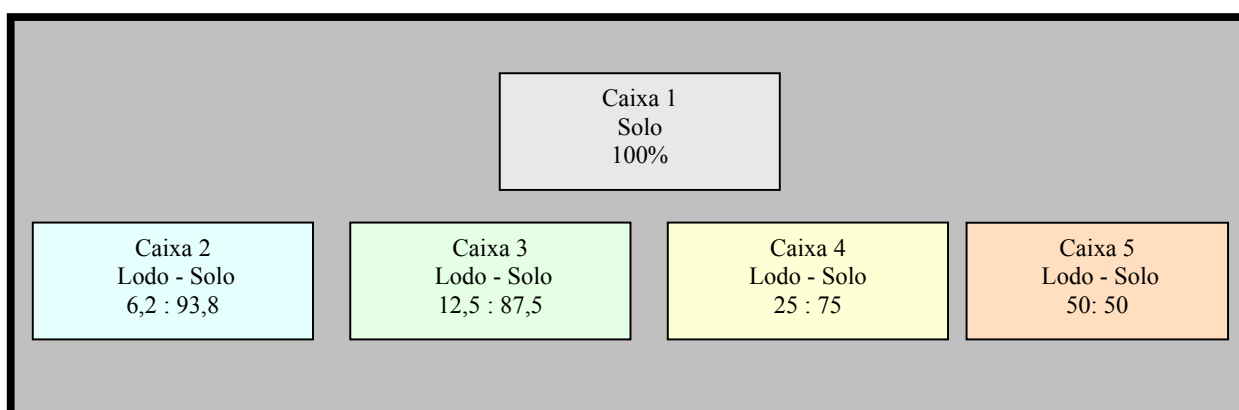 Caixa 1
Solo
100%
Caixa 2
Lodo - Solo
6,2 : 93,8
Caixa 3
Lodo - Solo
12,5 : 87,5
Caixa 4
Lodo - Solo
25 : 75
Caixa 5
Lodo - Solo
50: 50